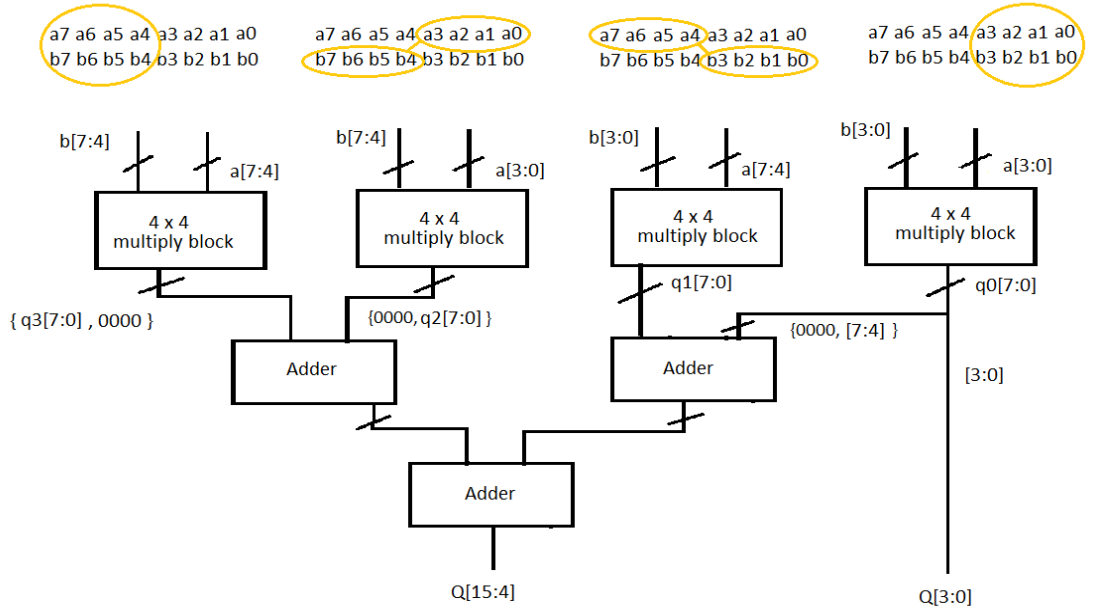 a7 a6 a5 a4 a3 a2 a1 a0
b7 b6 b5 b4 b3 b2 b1 b0
a7 a6 a5 a4 a3 a2 a1 a0
b7 b6 b5 b4 b3 b2 b1 b0
a7 a6 a5 a4 a3 a2 a1 a0
b7 b6 b5 b4 b3 b2 b1 b0
a7 a6 a5 a4 a3 a2 a1 a0
b7 b6 b5 b4 b3 b2 b1 b0
b[7:4]
a[7:4]
b[7:4]
a[3:0]
b[3:0]
a[7:4]
b[3:0]
a[3:0]
4 x 4
multiply block
4 x 4
multiply block
4 x 4
multiply block
4 x 4
multiply block
{ q3[7:0] , 0000 }
{0000, q2[7:0] }
q1[7:0]
q0[7:0]
{0000, [7:4] }
Adder
Adder
[3:0]
Adder
Q[15:4]
Q[3:0]